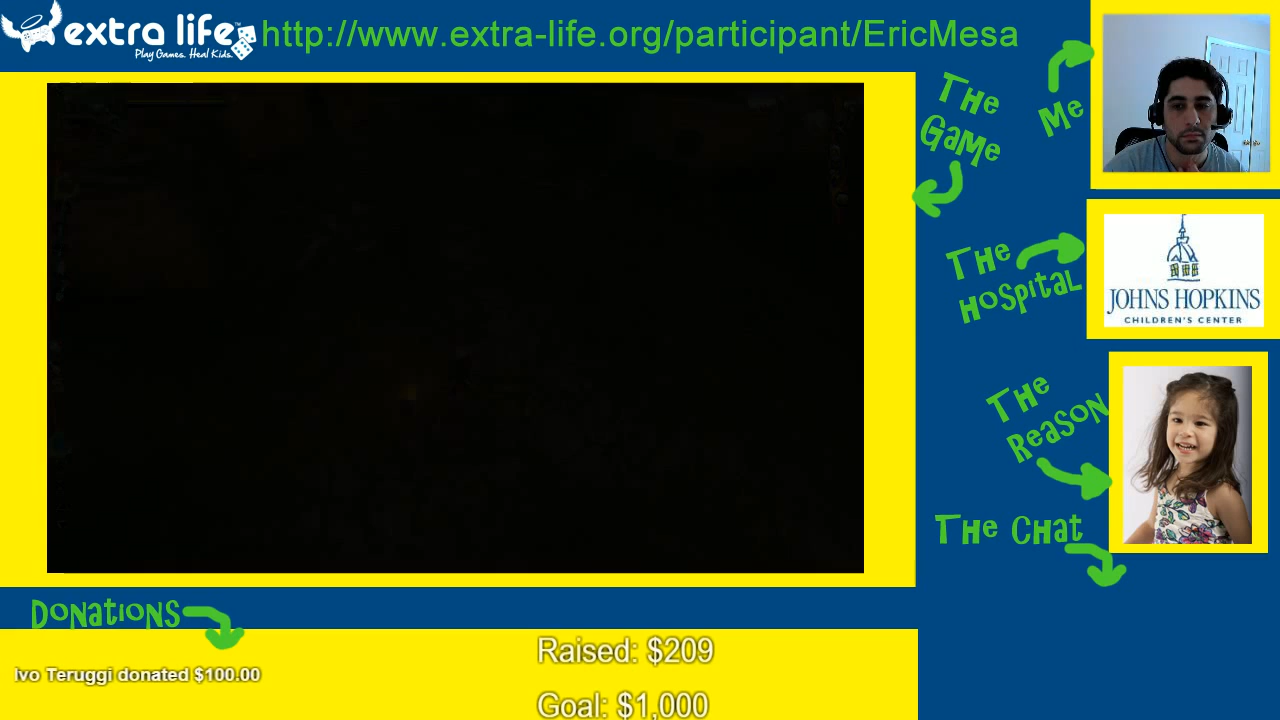 extra life
Play Games. Heal Kids.
http://www.extra-life.org/participant/EricMesa
THE
GAME
Me
THE
HOSPITAL
JOHNS HOPKINS
CHILDREN'S CENTER
THE
REASON
THE CHAT
DONATIONS
Ivo Teruggi donated $100.00
Raised: $209
Goal: $1,000